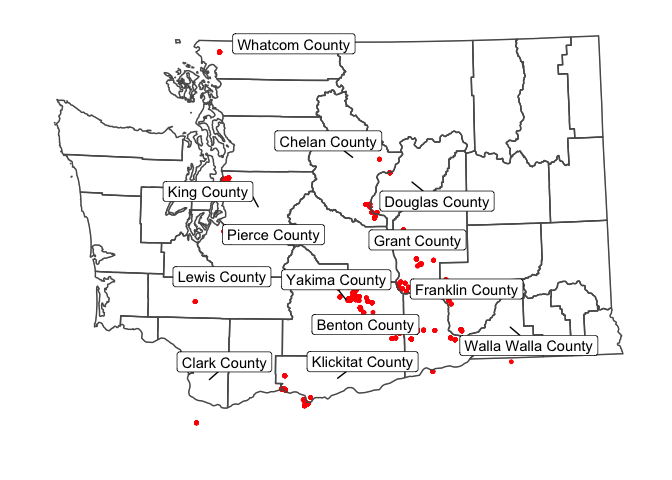 Whatcom County
Chelan County
King County
Douglas County
Pierce County
Grant County
Lewis County
Yakima County
Franklin County
Benton County
Walla Walla County
Clark County
Klickitat County